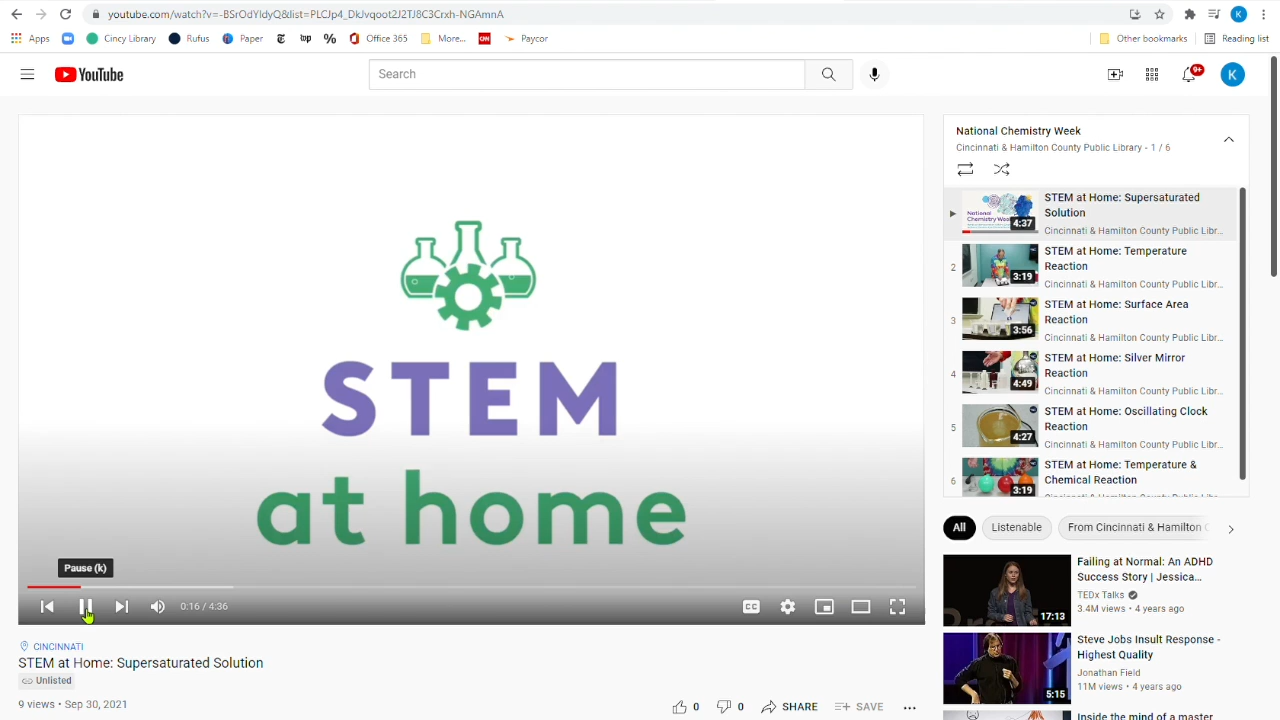 youtube.com/watch?v=-BSrOdYldyQ&list=PLCJp4_DkJvqoot2J2TJ8C3Crxh-NGAmnA
K
Apps
Cincy Library
Rufus
Paper
top
%
Office 365
More...
CNN
Paycor
Other bookmarks
Reading list
YouTube
Search
9+
K
STEM
at home
Pause (k)
0:16 / 4:36
CC
CINCINNATI
STEM at Home: Supersaturated Solution
Unlisted
9 views • Sep 30, 2021
0
0
SHARE
SAVE
National Chemistry Week
Cincinnati & Hamilton County Public Library - 1 / 6
National
Chemistry Week
4:37
STEM at Home: Supersaturated
Solution
Cincinnati & Hamilton County Public Libr...
2
3:19
STEM at Home: Temperature
Reaction
Cincinnati & Hamilton County Public Libr...
3
3:56
STEM at Home: Surface Area
Reaction
Cincinnati & Hamilton County Public Libr...
4
4:49
STEM at Home: Silver Mirror
Reaction
Cincinnati & Hamilton County Public Libr...
5
4:27
STEM at Home: Oscillating Clock
Reaction
Cincinnati & Hamilton County Public Libr...
6
3:19
STEM at Home: Temperature &
Chemical Reaction
All
Listenable
From Cincinnati & Hamilton
17:13
Failing at Normal: An ADHD
Success Story | Jessica...
TEDx Talks
3.4M views • 4 years ago
5:15
Steve Jobs Insult Response -
Highest Quality
Jonathan Field
11M views • 4 years ago
Inside the mind of a master